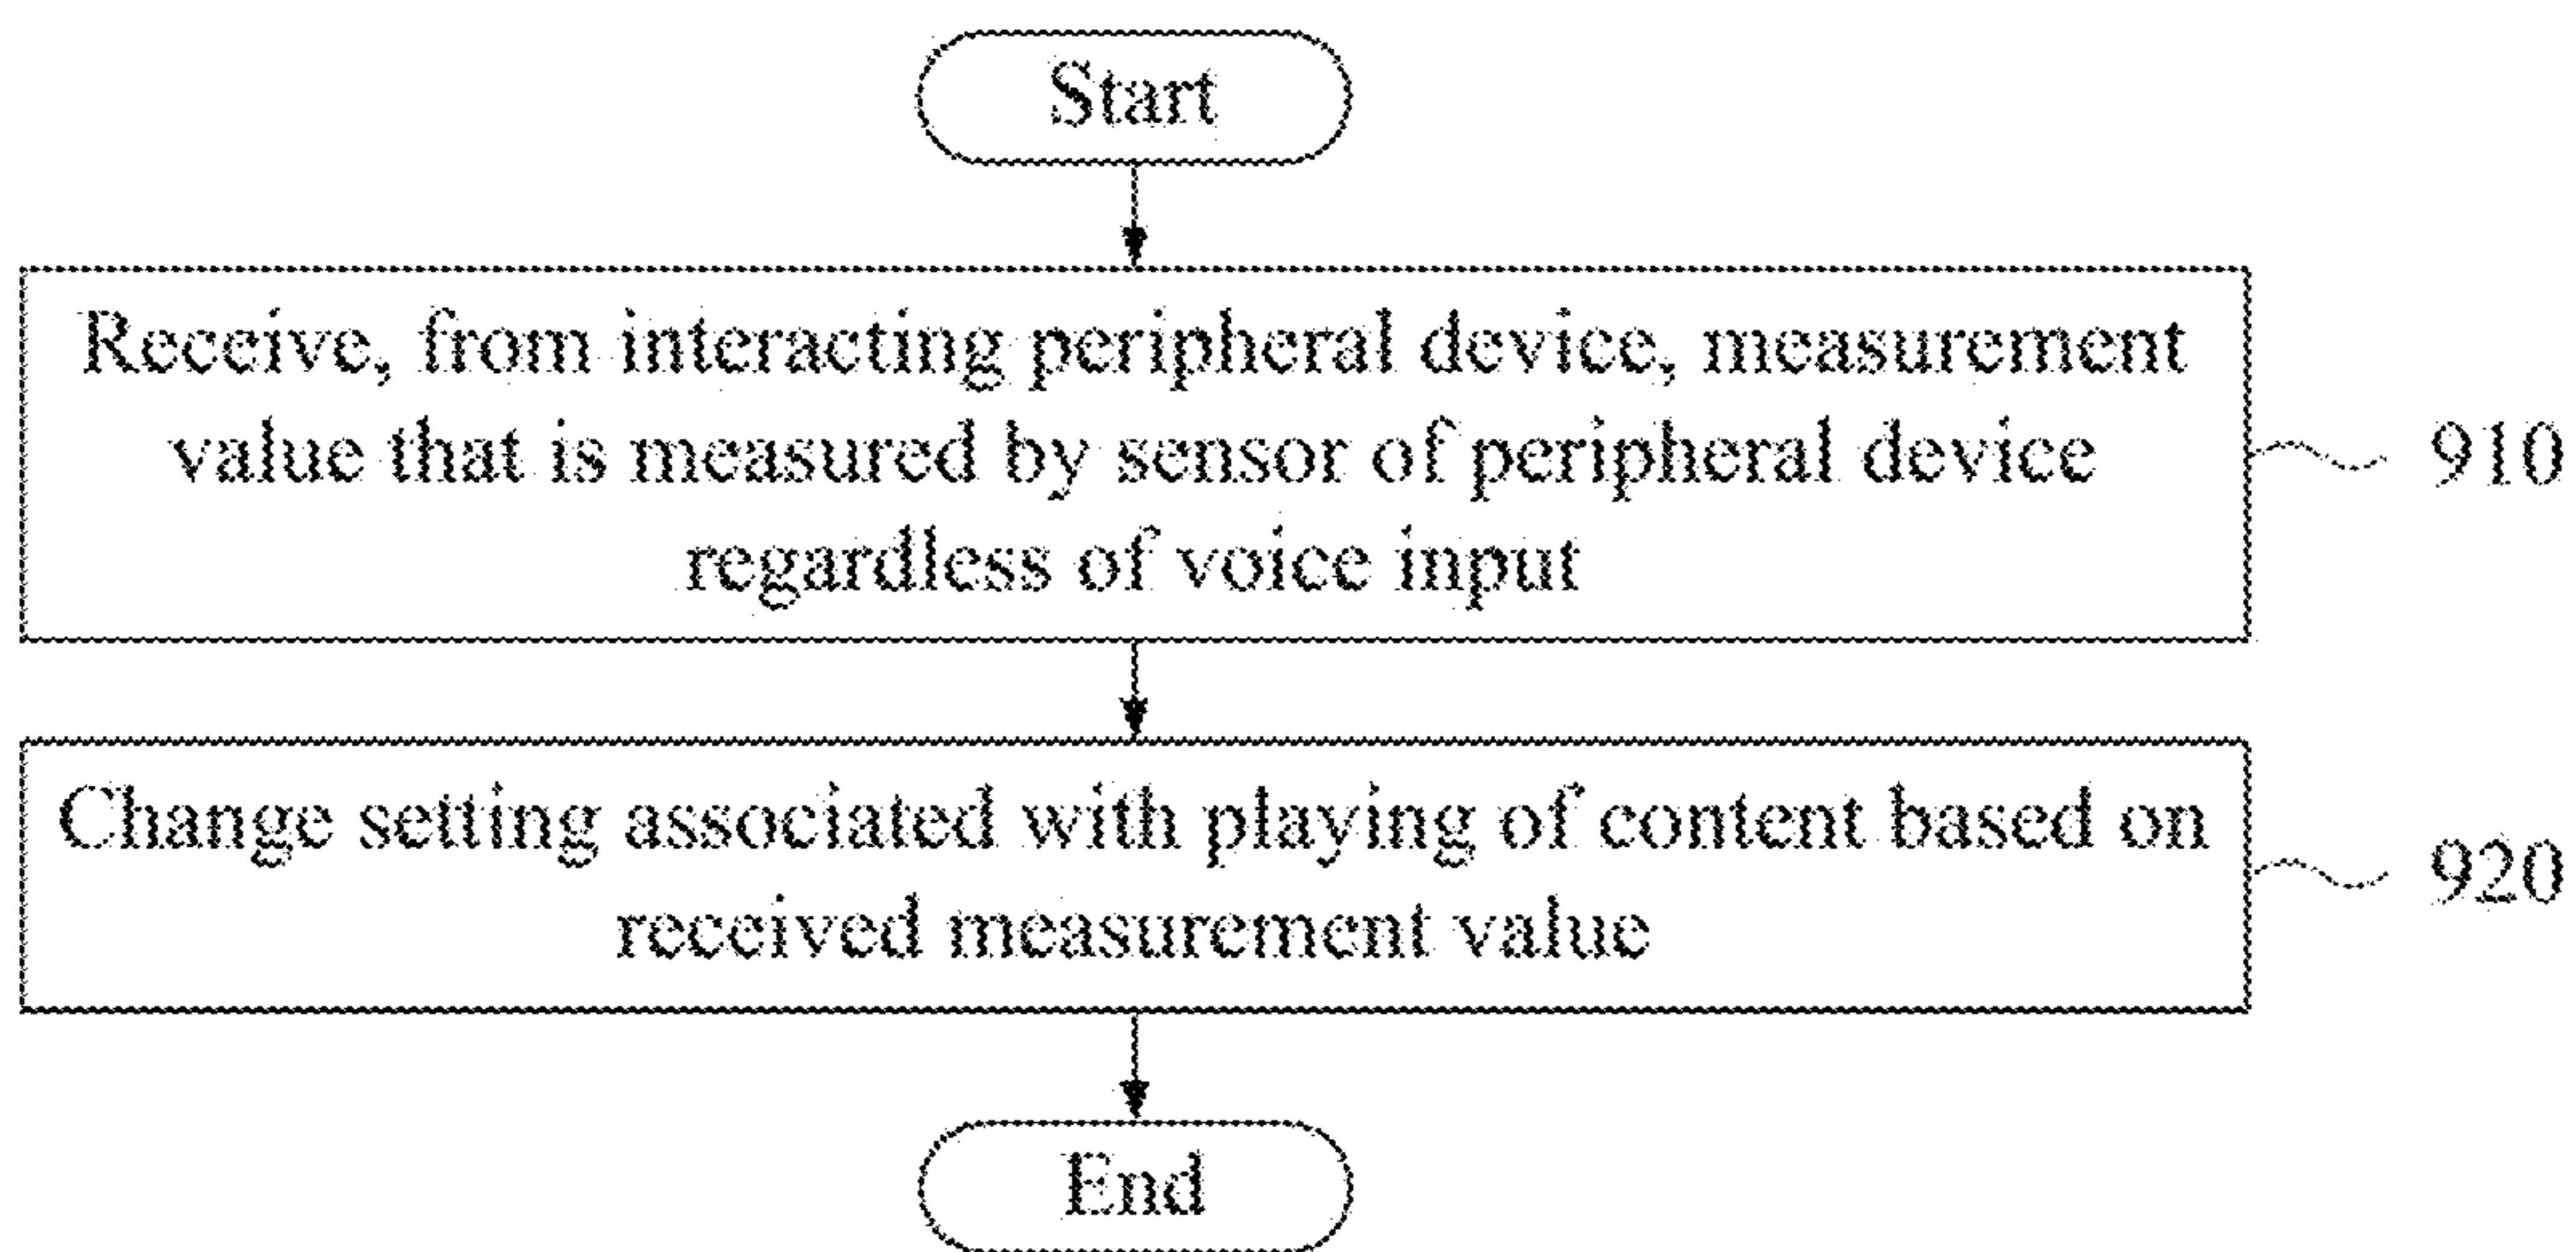 Start
Receive, from interacting peripheral device, measurement
value that is measured by sensor of peripheral device
regardless of voice input
910
Change setting associated with playing of content based on
received measurement value
920
End